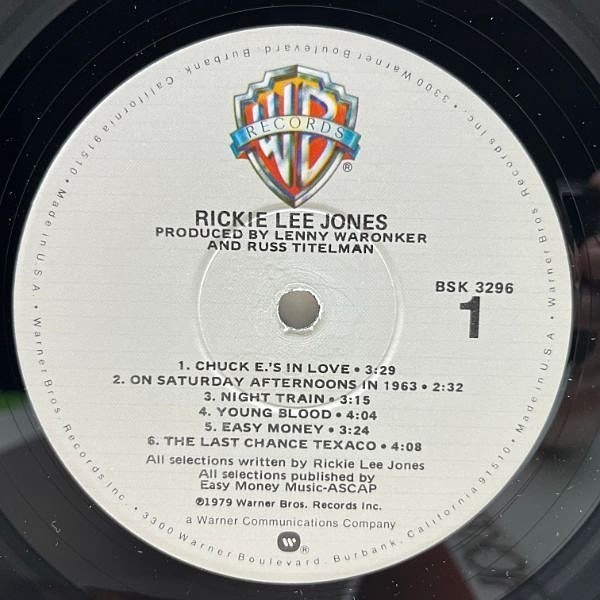 WB
RECORDS
®
RICKIE LEE JONES
PRODUCED BY LENNY WARONKER
AND RUSS TITELMAN
BSK 3296
1
1. CHUCK E.'S IN LOVE • 3:29
2. ON SATURDAY AFTERNOONS IN 1963 • 2:32
3. NIGHT TRAIN • 3:15
4. YOUNG BLOOD • 4:04
5. EASY MONEY • 3:24
6. THE LAST CHANCE TEXACO • 4:08
All selections written by Rickie Lee Jones
All selections published by
Easy Money Music-ASCAP
℗1979 Warner Bros. Records Inc.
a Warner Communications Company
W ®
Made in U.S.A. • Warner Bros. Records Inc. • 3300 Warner Boulevard, Burbank, California 91510 • Made in U.S.A. • Warner Bros. Records Inc. • 3300 Warner Boulevard, Burbank, California 91510 •